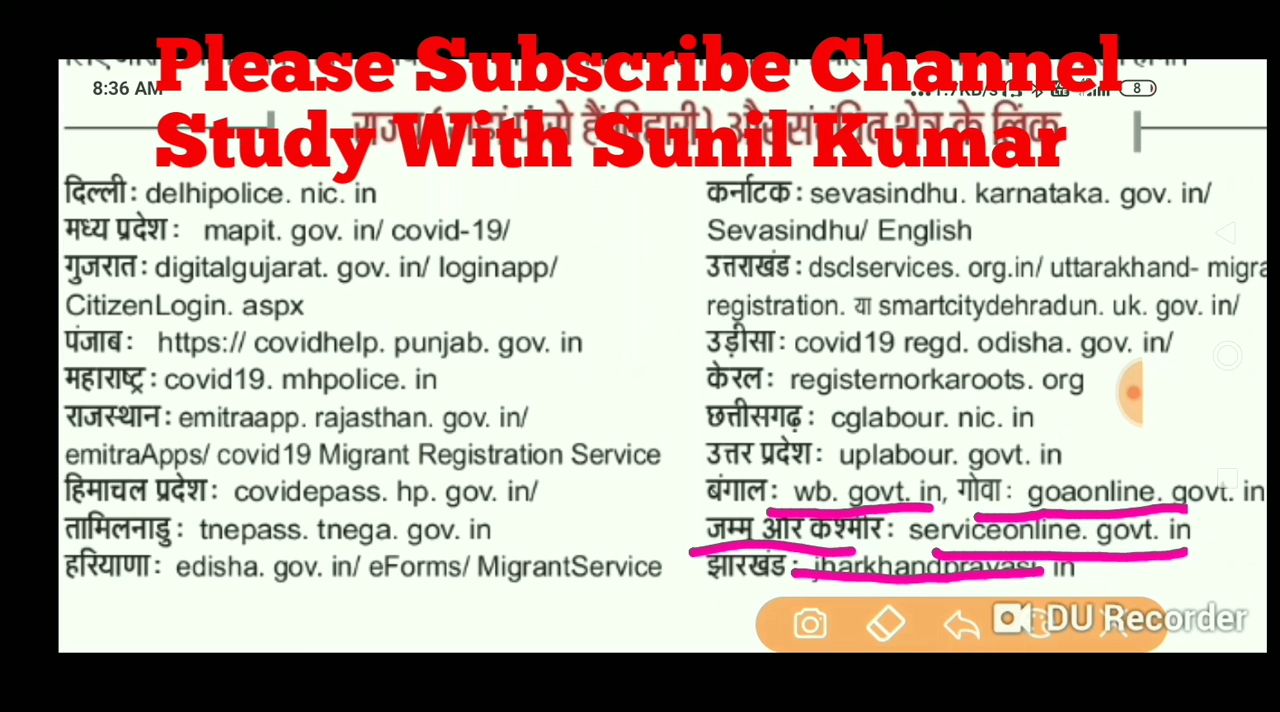 Please Subscribe Channel
Study With Sunil Kumar
8:36 AM
8
और संबंधित क्षेत्र के लिंक
दिल्ली: delhipolice. nic. in
मध्य प्रदेश: mapit. gov. in/ covid-19/
गुजरात: digitalgujarat. gov. in/ loginapp/
CitizenLogin. aspx
पंजाब: https:// covidhelp. punjab. gov. in
महाराष्ट्र: covid19. mhpolice. in
राजस्थान: emitraapp. rajasthan. gov. in/
emitraApps/ covid19 Migrant Registration Service
हिमाचल प्रदेश: covidepass. hp. gov. in/
तामिलनाडु: tnepass. tnega. gov. in
हरियाणा: edisha. gov. in/ eForms/ MigrantService
कर्नाटक: sevasindhu. karnataka. gov. in/
Sevasindhu/ English
उत्तराखंड: dsclservices. org.in/ uttarakhand- migra
registration. या smartcitydehradun. uk. gov. in/
उड़ीसा: covid19 regd. odisha. gov. in/
केरल: registernorkaroots. org
छत्तीसगढ़: cglabour. nic. in
उत्तर प्रदेश: uplabour. govt. in
बंगाल: wb. govt. in, गोवा: goaonline. govt. in
जम्मू और कश्मीर: serviceonline. govt. in
झारखंड: jharkhandpravasi. in
DU Recorder